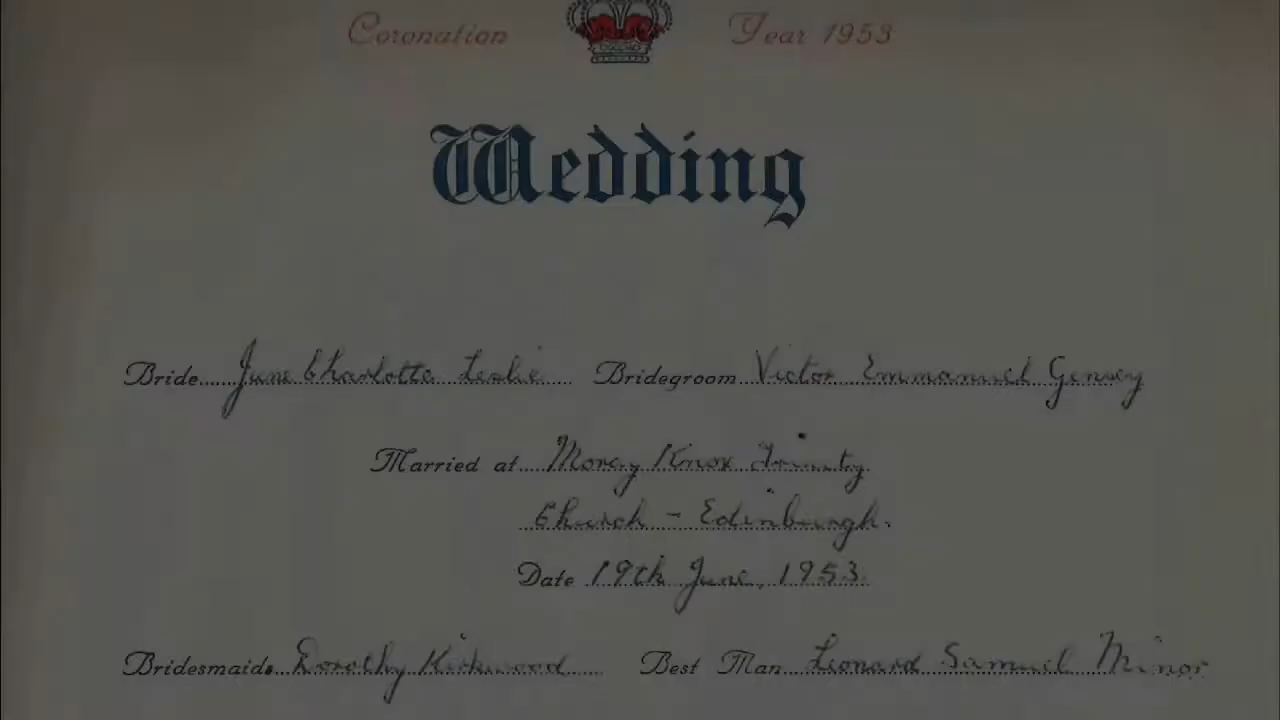 Coronation Year 1953
Wedding
Bride June Charlotte Leslie Bridegroom Victor Emmanuel Gensey
Married at Moray Knox Trinity
Church - Edinburgh.
Date 19th June, 1953.
Bridesmaids Dorothy Kirkwood Best Man Leonard Samuel Minor